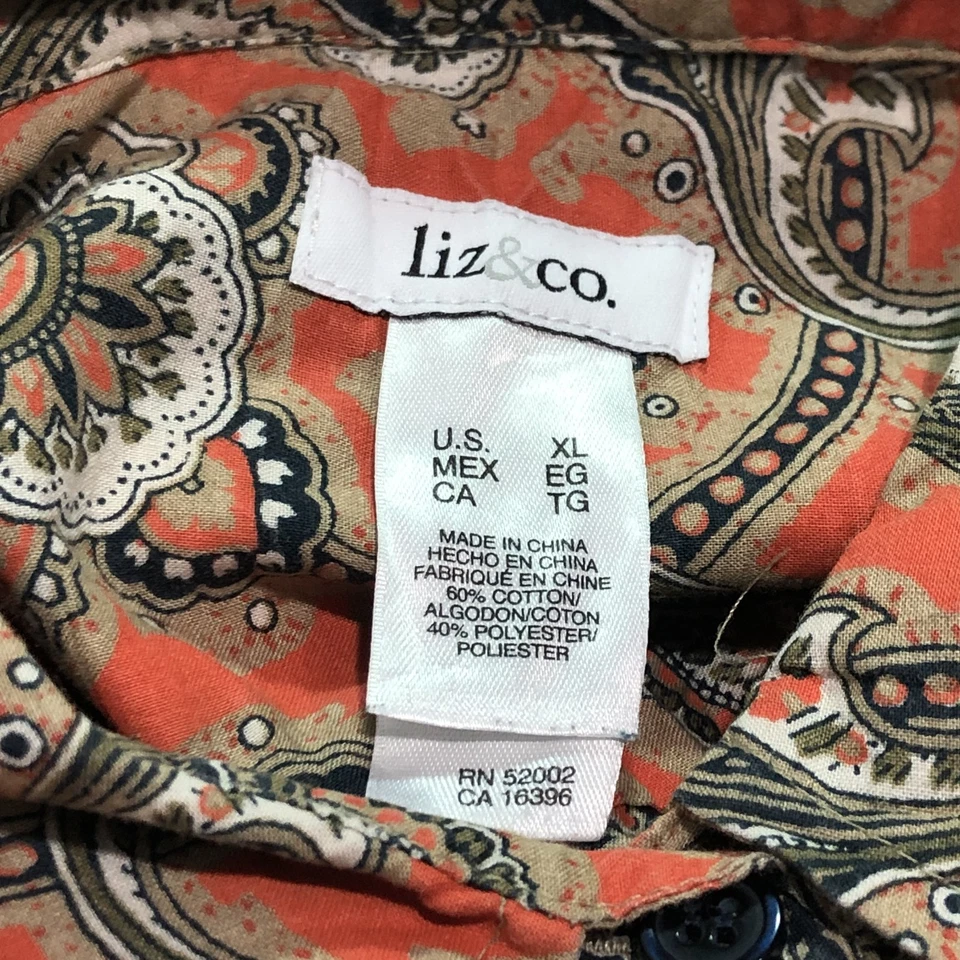 liz&co.
U.S. XL
MEX EG
CA TG
MADE IN CHINA
HECHO EN CHINA
FABRIQUÉ EN CHINE
60% COTTON/
ALGODON/COTON
40% POLYESTER/
POLIESTER
RN 52002
CA 16396